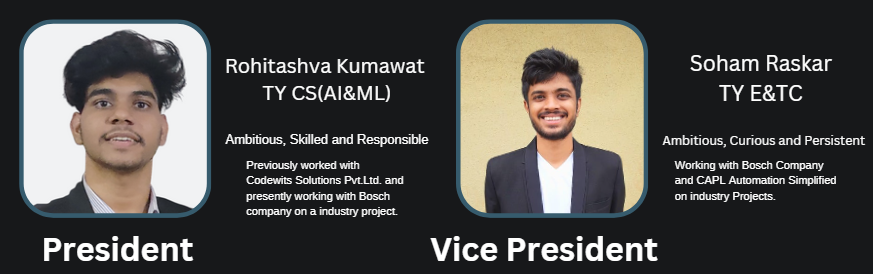 Rohitashva Kumawat
TY CS(AI&ML)
Ambitious, Skilled and Responsible
Previously worked with
Codewits Solutions Pvt.Ltd. and
presently working with Bosch
company on a industry project.
President
Soham Raskar
TY E&TC
Ambitious, Curious and Persistent
Working with Bosch Company
and CAPL Automation Simplified
on industry Projects.
Vice President